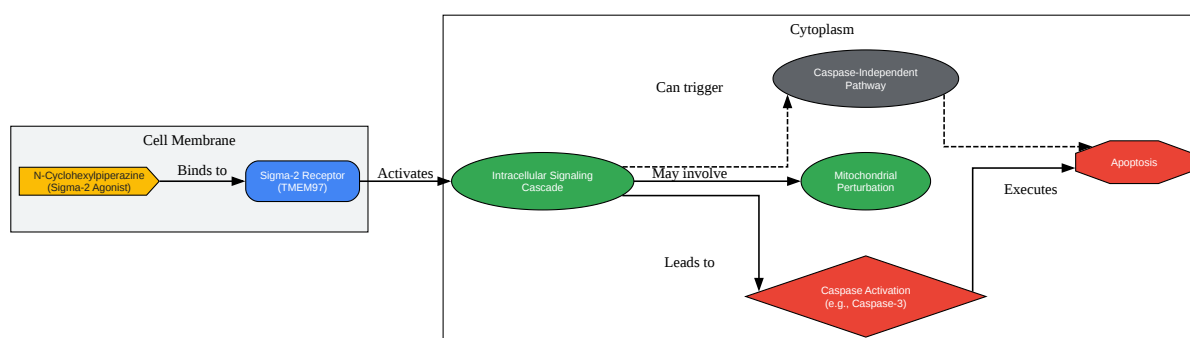 Cytoplasm
Caspase-Independent
Pathway
Can trigger
Cell Membrane
N-Cyclohexylpiperazine
(Sigma-2 Agonist)
Binds to
Sigma-2 Receptor
(TMEM97)
Activates
Intracellular Signaling
Cascade
May involve
Mitochondrial
Perturbation
Apoptosis
Executes
Leads to
Caspase Activation
(e.g., Caspase-3)